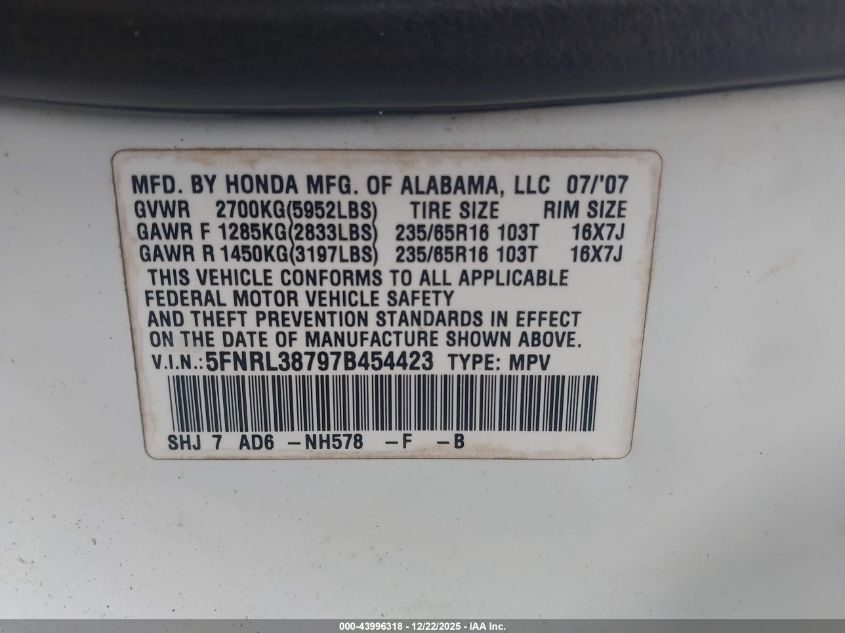 MFD. BY HONDA MFG. OF ALABAMA, LLC 07/'07
GVWR 2700KG(5952LBS) TIRE SIZE RIM SIZE
GAWR F 1285KG(2833LBS) 235/65R16 103T 16X7J
GAWR R 1450KG(3197LBS) 235/65R16 103T 16X7J
THIS VEHICLE CONFORMS TO ALL APPLICABLE
FEDERAL MOTOR VEHICLE SAFETY
AND THEFT PREVENTION STANDARDS IN EFFECT
ON THE DATE OF MANUFACTURE SHOWN ABOVE.
V.I.N.:5FNRL38797B454423 TYPE: MPV
SHJ 7 AD6 -NH578 -F -B
000-43996318 - 12/22/2025 - IAA Inc.